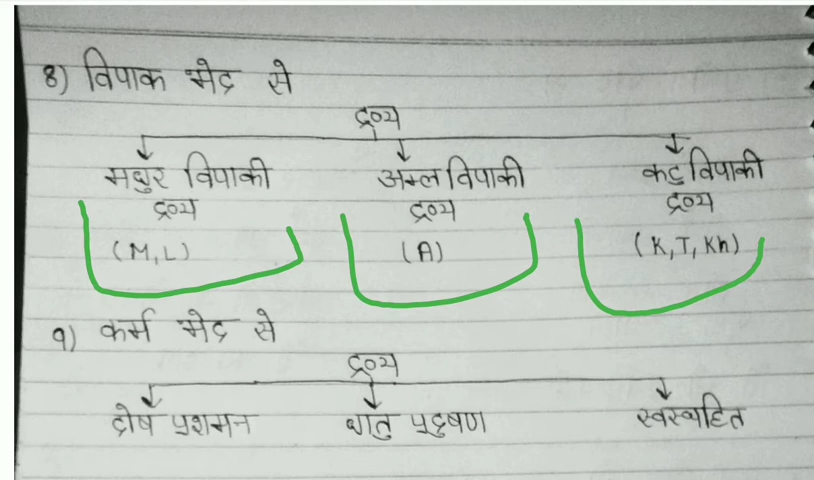 8) विपाक भेद से
द्रव्य
मधुर विपाकी अम्ल विपाकी कटु विपाकी
द्रव्य द्रव्य द्रव्य
(M, L) (A) (K, T, Kh)
9) कर्म भेद से
द्रव्य
दोष प्रशमन धातु प्रदुषण स्वस्थहित